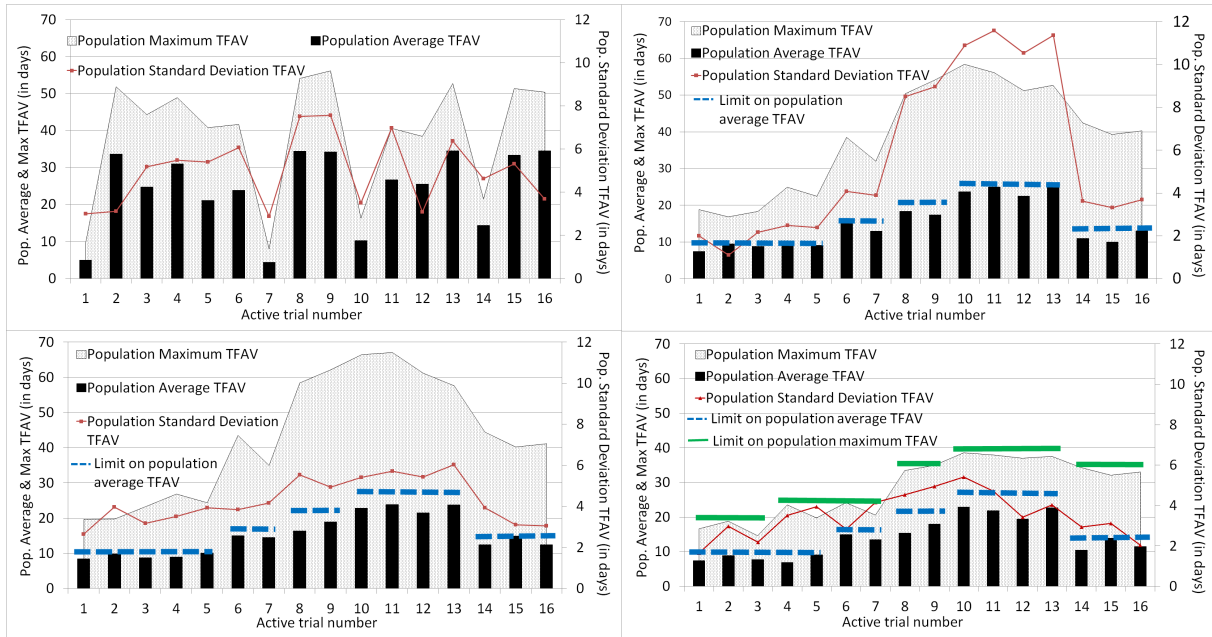 70
60
50
40
30
20
10
0
Pop. Average & Max TFAV (in days)
Population Maximum TFAV
Population Average TFAV
Population Standard Deviation TFAV
12
10
8
6
4
2
0
Pop. Standard Deviation TFAV (in days)
1 2 3 4 5 6 7 8 9 10 11 12 13 14 15 16
Active trial number
70
60
50
40
30
20
10
0
Pop. Average & Max TFAV (in days)
Population Maximum TFAV
Population Average TFAV
Population Standard Deviation TFAV
Limit on population
average TFAV
12
10
8
6
4
2
0
Pop. Standard Deviation TFAV (in days)
1 2 3 4 5 6 7 8 9 10 11 12 13 14 15 16
Active trial number
70
60
50
40
30
20
10
0
Pop. Average & Max TFAV (in days)
Population Maximum TFAV
Population Average TFAV
Population Standard Deviation
TFAV
Limit on population
average TFAV
12
10
8
6
4
2
0
Pop. Standard Deviation TFAV (in days)
1 2 3 4 5 6 7 8 9 10 11 12 13 14 15 16
Active trial number
70
60
50
40
30
20
10
0
Pop. Average & Max TFAV (in days)
Population Maximum TFAV
Population Average TFAV
Population Standard Deviation TFAV
Limit on population average TFAV
Limit on population maximum TFAV
12
10
8
6
4
2
0
Pop. Standard Deviation TFAV (in days)
1 2 3 4 5 6 7 8 9 10 11 12 13 14 15 16
Active trial number